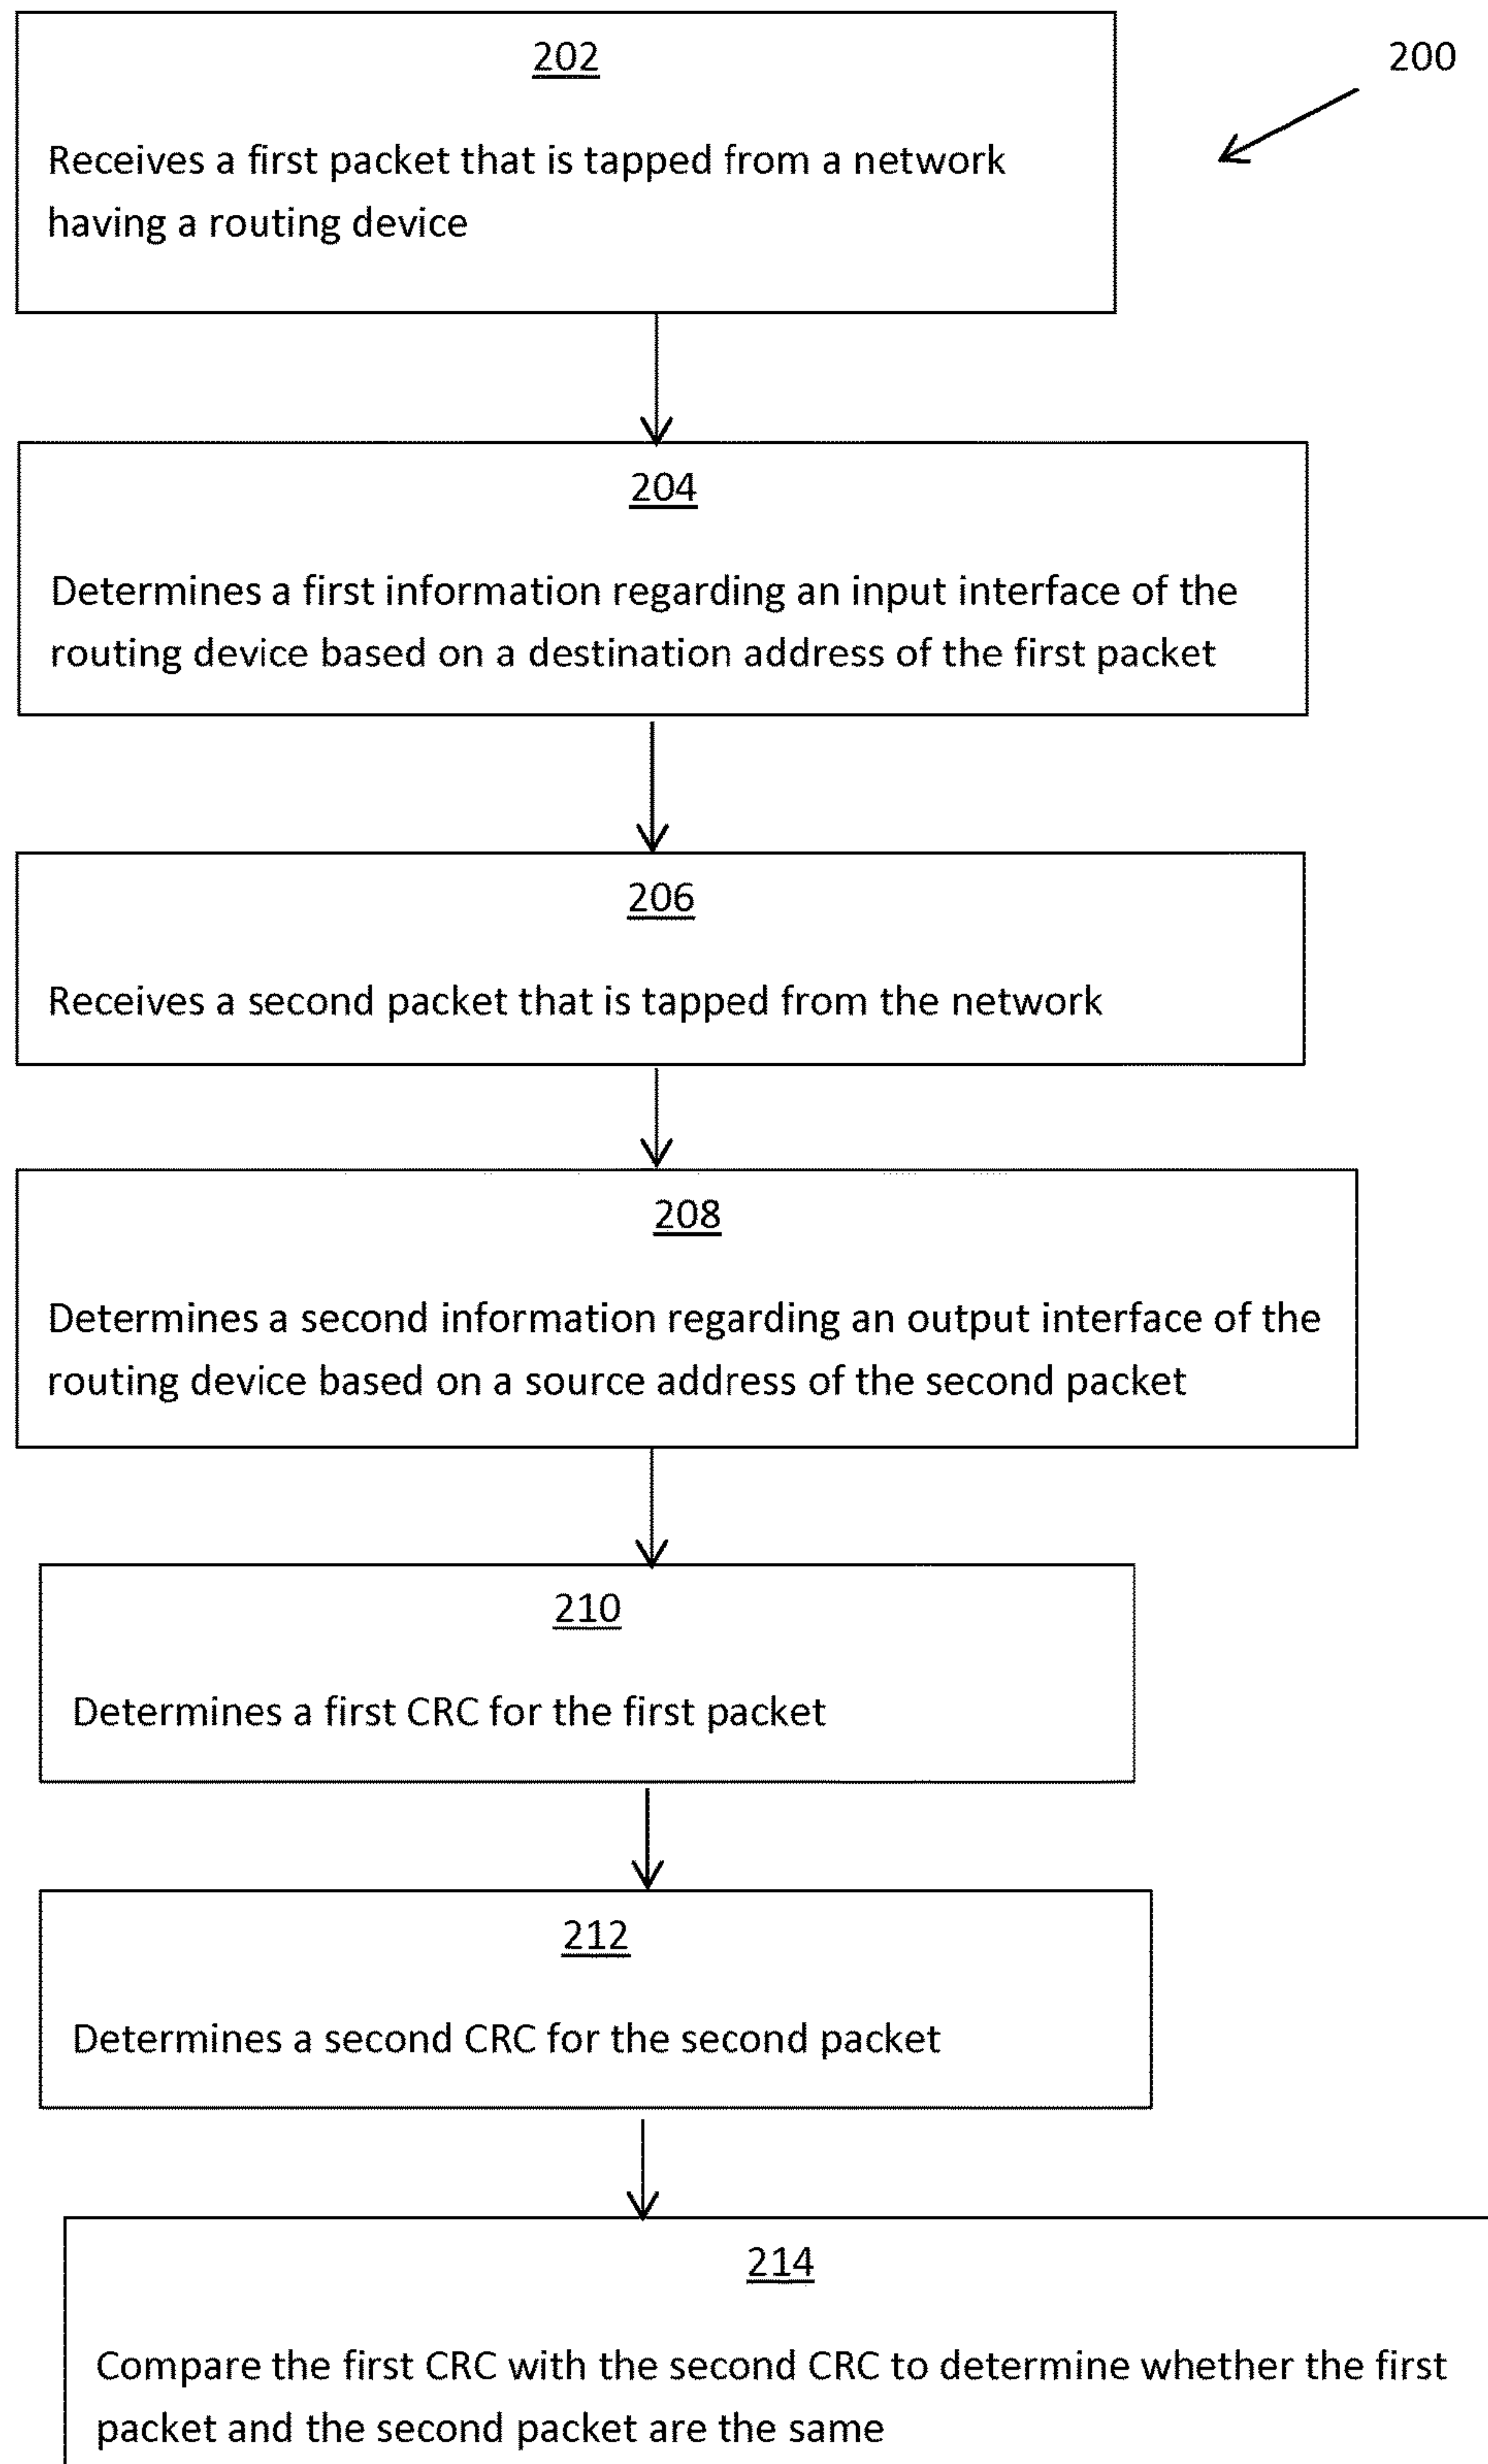 202
200
Receives a first packet that is tapped from a network
having a routing device
204
Determines a first information regarding an input interface of the
routing device based on a destination address of the first packet
206
Receives a second packet that is tapped from the network
208
Determines a second information regarding an output interface of the
routing device based on a source address of the second packet
210
Determines a first CRC for the first packet
212
Determines a second CRC for the second packet
214
Compare the first CRC with the second CRC to determine whether the first
packet and the second packet are the same